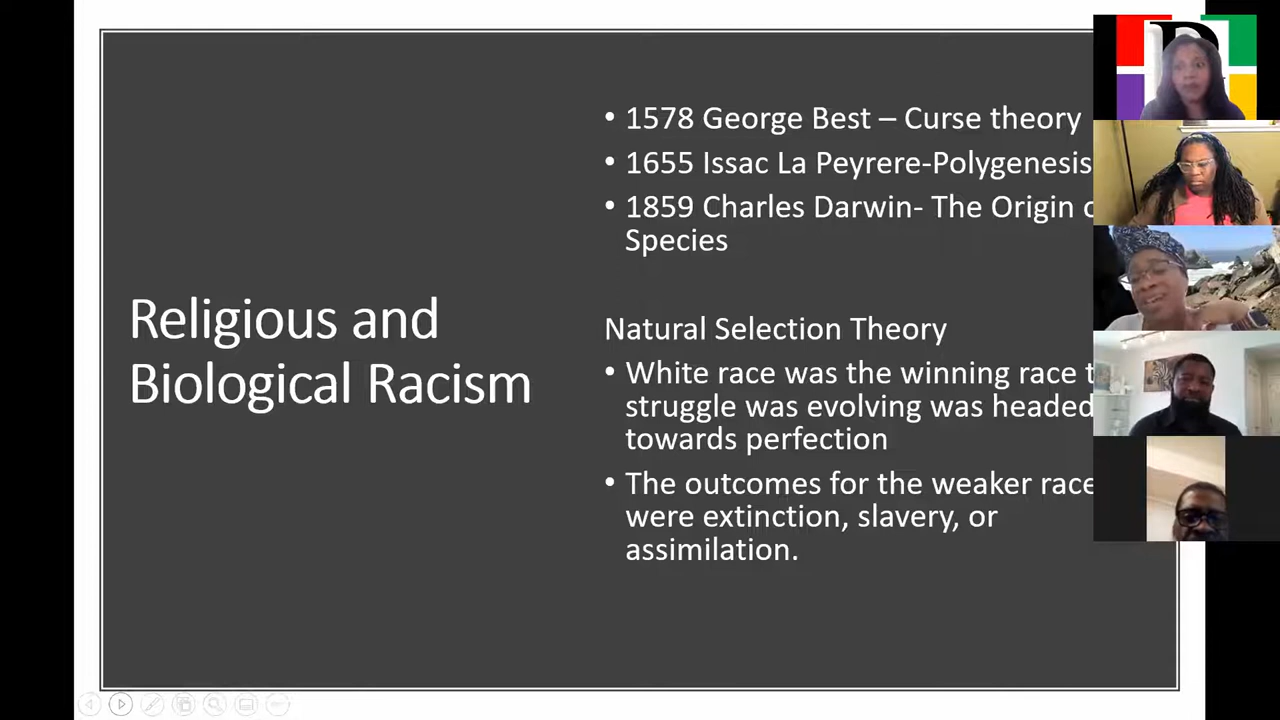 Religious and
Biological Racism
• 1578 George Best – Curse theory
• 1655 Issac La Peyrere-Polygenesis
• 1859 Charles Darwin- The Origin
Species
Natural Selection Theory
• White race was the winning race
struggle was evolving was headed
towards perfection
• The outcomes for the weaker race
were extinction, slavery, or
assimilation.